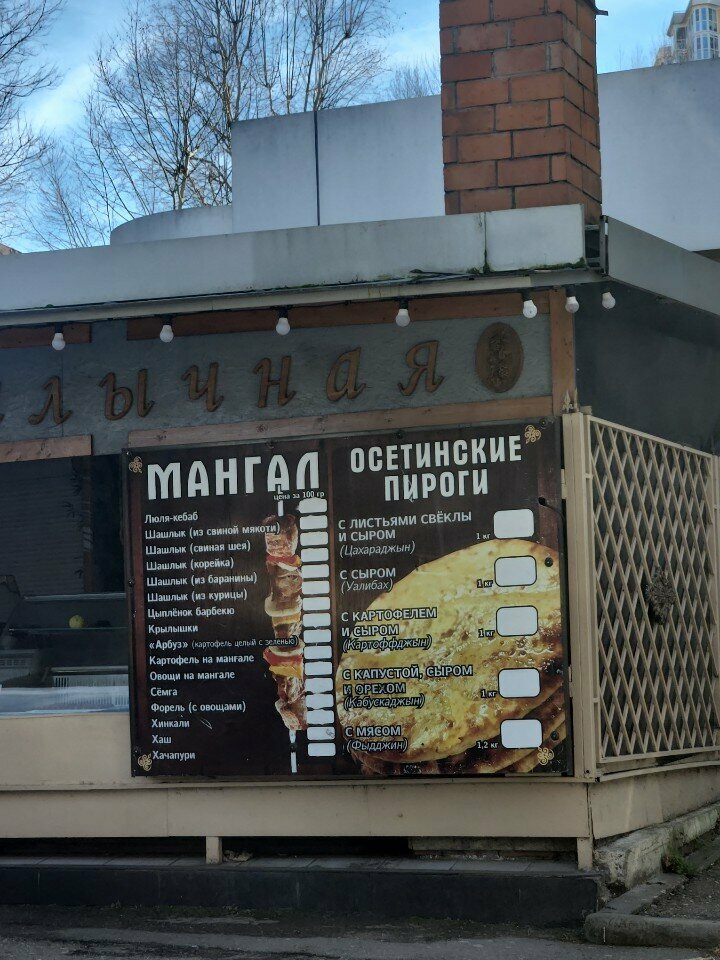 лычная
МАНГАЛ
цена за 100 гр
Люля-кебаб
Шашлык (из свиной мякоти)
Шашлык (свиная шея)
Шашлык (корейка)
Шашлык (из баранины)
Шашлык (из курицы)
Цыплёнок барбекю
Крылышки
«Арбуз» (картофель целый с зеленью)
Картофель на мангале
Овощи на мангале
Сёмга
Форель (с овощами)
Хинкали
Хаш
Хачапури
ОСЕТИНСКИЕ
ПИРОГИ
С ЛИСТЬЯМИ СВЁКЛЫ
И СЫРОМ
(Цахараджын) 1 кг
С СЫРОМ
(Уалибах) 1 кг
С КАРТОФЕЛЕМ
И СЫРОМ 1 кг
(Картоффджын)
С КАПУСТОЙ, СЫРОМ
И ОРЕХОМ 1 кг
(Кабускаджын)
С МЯСОМ
(Фыдджин) 1,2 кг